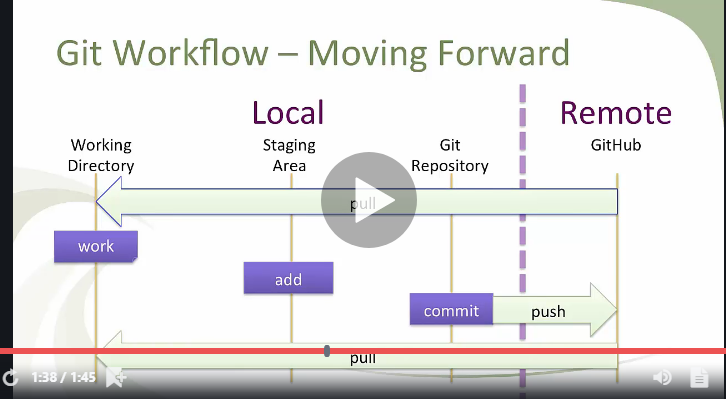 Git Workflow – Moving Forward
Local
Remote
Working
Directory
Staging
Area
Git
Repository
GitHub
pull
work
add
commit
push
pull
1:38 / 1:45